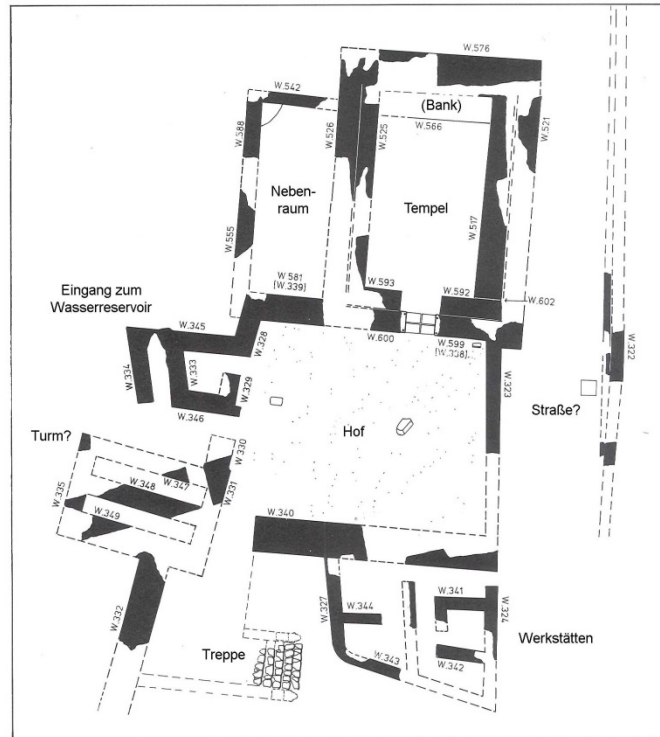 W.576
W.542
(Bank)
W.566
W.588
W.526
W.525
W.521
Neben-
raum
Tempel
W.517
W.555
W.581
[W.339]
W.593
W.592
W.602
Eingang zum
Wasserreservoir
W.345
W.328
W.600
W.599
[W.338]
W.334
W.333
W.329
W.346
W.323
W.322
Hof
Straße?
Turm?
W.330
W.347
W.348
W.331
W.335
W.349
W.340
W.332
W.327
W.344
W.341
W.324
W.342
W.343
Treppe
Werkstätten